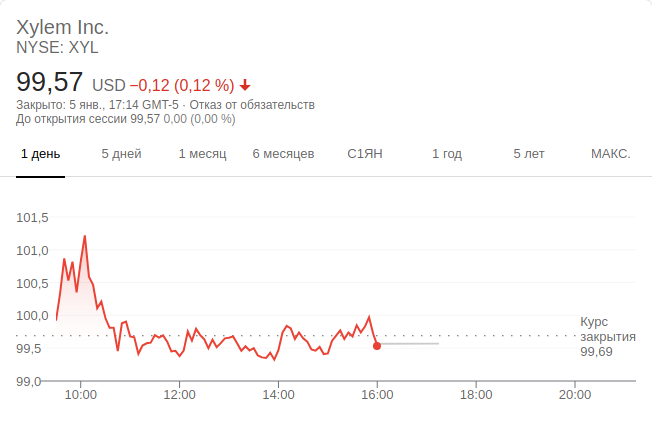 Xylem Inc.
NYSE: XYL
99,57 USD −0,12 (0,12 %)
Закрыто: 5 янв., 17:14 GMT-5 · Отказ от обязательств
До открытия сессии 99,57 0,00 (0,00 %)
1 день 5 дней 1 месяц 6 месяцев С1ЯН 1 год 5 лет МАКС.
101,5
101,0
100,5
100,0
99,5
99,0
Курс
закрытия
99,69
10:00 12:00 14:00 16:00 18:00 20:00